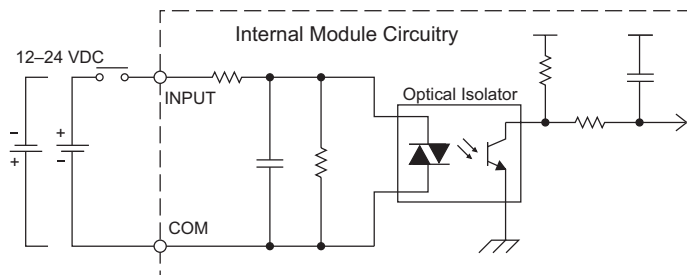 Internal Module Circuitry
12–24 VDC
INPUT
Optical Isolator
–
+
+
–
COM